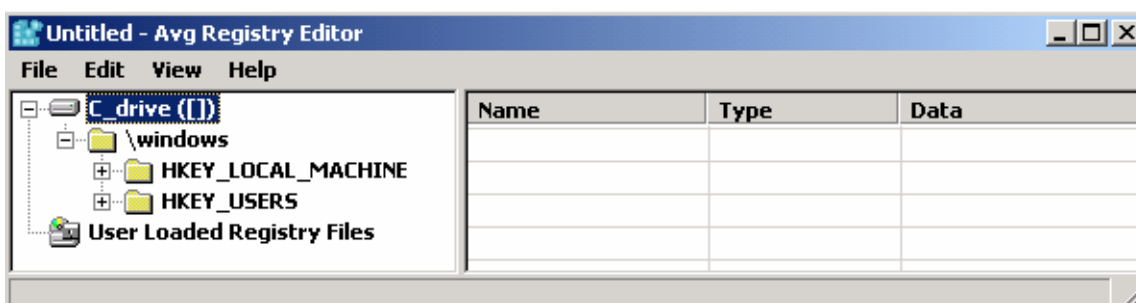 Untitled - Avg Registry Editor
File Edit View Help
C_drive ([])
\windows
HKEY_LOCAL_MACHINE
HKEY_USERS
User Loaded Registry Files
Name Type Data